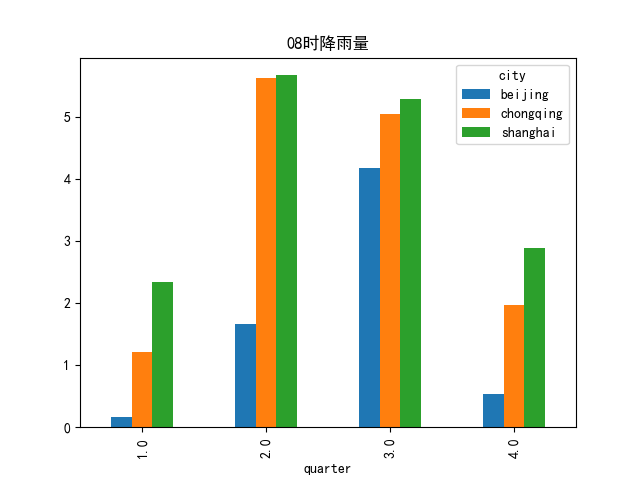 08时降雨量
city
beijing
chongqing
shanghai
5
4
3
2
1
0
1.0
2.0
3.0
4.0
quarter